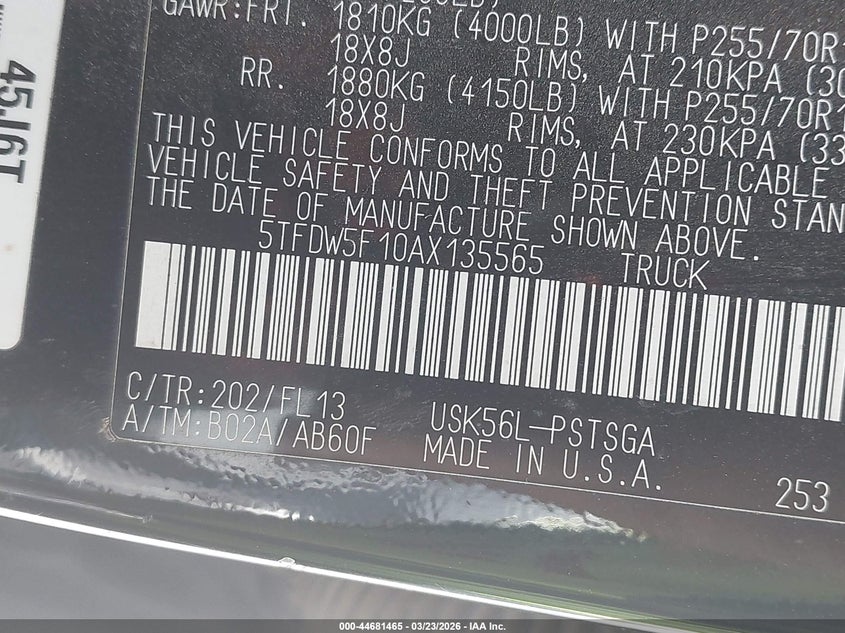 GAWR:FRT. 1810KG (4000LB) WITH P255/70R1
18X8J RIMS, AT 210KPA (30
RR. 1880KG (4150LB) WITH P255/70R1
18X8J RIMS, AT 230KPA (33
THIS VEHICLE CONFORMS TO ALL APPLICABLE
VEHICLE SAFETY AND THEFT PREVENTION STAN
THE DATE OF MANUFACTURE SHOWN ABOVE.
5TFDW5F10AX135565 TRUCK
C/TR:202/FL13
A/TM:B02A/AB60F
USK56L-PSTSGA
MADE IN U.S.A.
253
45J6T
000-44681465 - 03/23/2026 - IAA Inc.